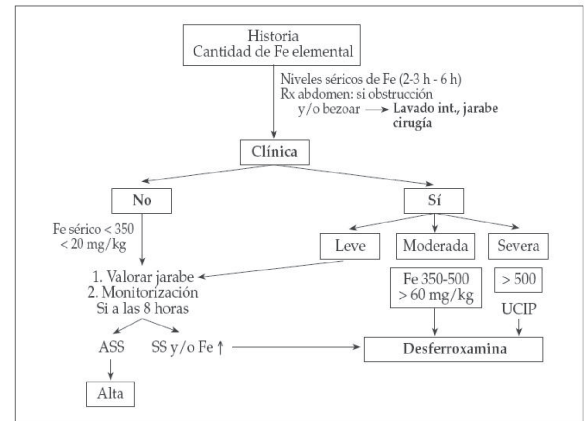 Historia
Cantidad de Fe elemental
Niveles séricos de Fe (2-3 h - 6 h)
Rx abdomen: si obstrucción
y/o bezoar Lavado int., jarabe
cirugía
Clínica
No
Sí
Fe sérico < 350
< 20 mg/kg
Leve
Moderada
Severa
1. Valorar jarabe
2. Monitorización
Si a las 8 horas
Fe 350-500
> 60 mg/kg
> 500
UCIP
ASS
SS y/o Fe ↑
Desferroxamina
Alta